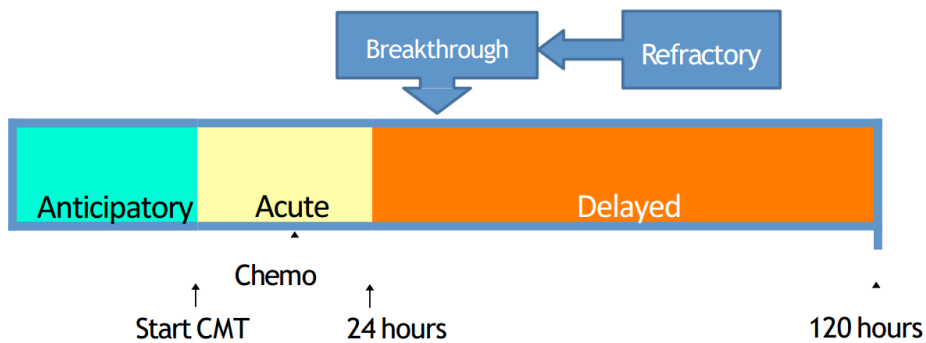 Breakthrough
Refractory
Anticipatory
Acute
Delayed
Chemo
Start CMT
24 hours
120 hours